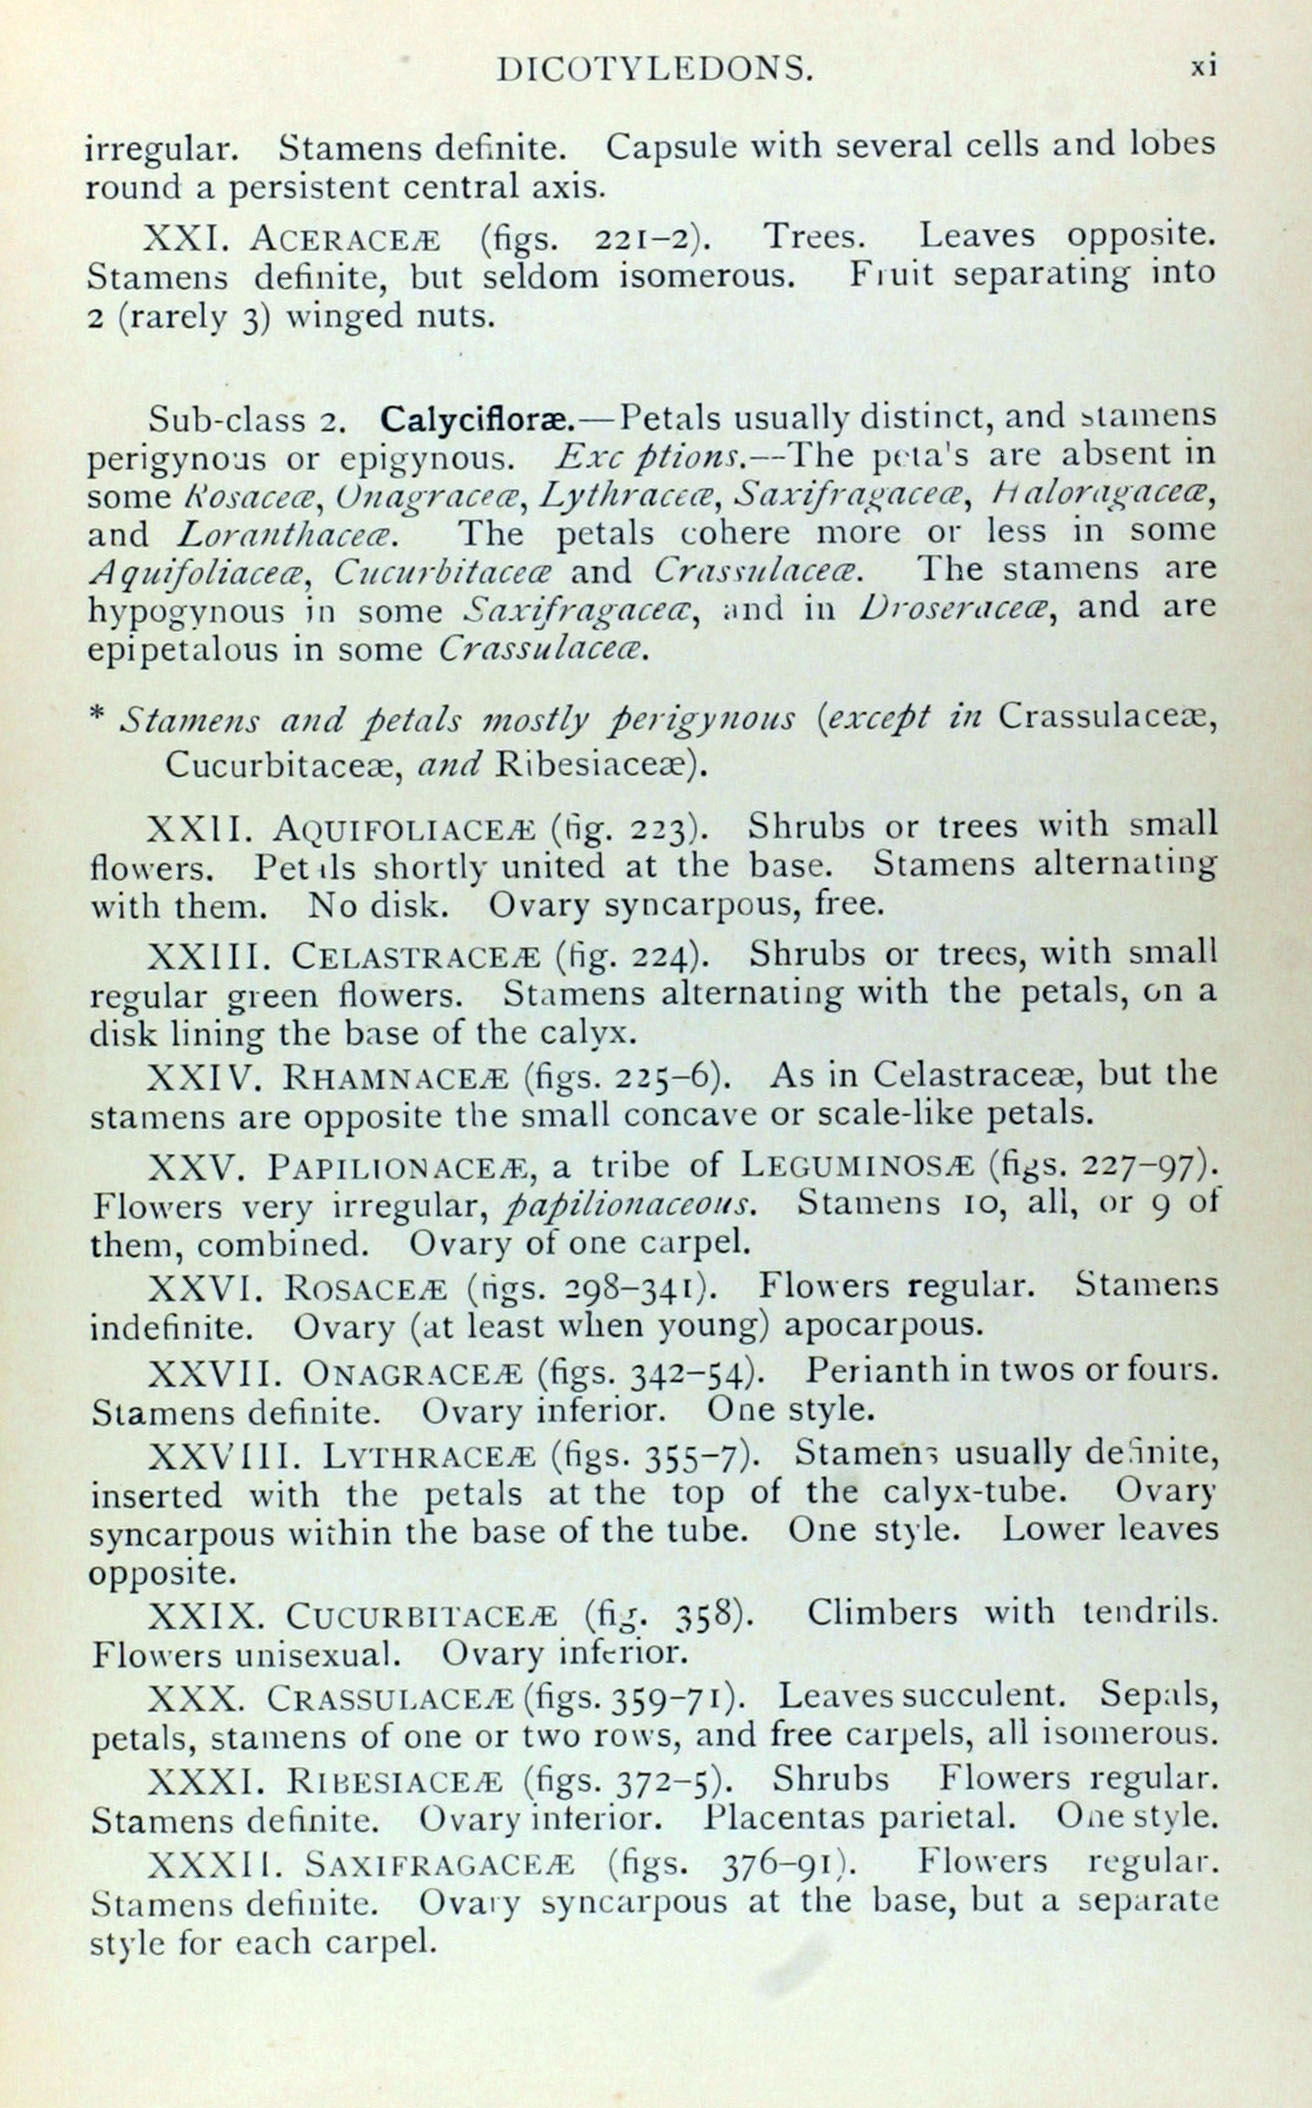 DICOTYLEDONS. xi
irregular. Stamens definite. Capsule with several cells and lobes
round a persistent central axis.
XXI. ACERACEÆ (figs. 221–2). Trees. Leaves opposite.
Stamens definite, but seldom isomerous. Fruit separating into
2 (rarely 3) winged nuts.
Sub-class 2. Calycifloræ.—Petals usually distinct, and stamens
perigynous or epigynous. Exc ptions.—The peta's are absent in
some Rosaceæ, Onagraceæ, Lythraceæ, Saxifragaceæ, Haloragaceæ,
and Loranthaceæ. The petals cohere more or less in some
Aquifoliaceæ, Cucurbitaceæ and Crassulaceæ. The stamens are
hypogynous in some Saxifragaceæ, and in Droseraceæ, and are
epipetalous in some Crassulaceæ.
* Stamens and petals mostly perigynous (except in Crassulaceæ,
Cucurbitaceæ, and Ribesiaceæ).
XXII. AQUIFOLIACEÆ (fig. 223). Shrubs or trees with small
flowers. Petals shortly united at the base. Stamens alternating
with them. No disk. Ovary syncarpous, free.
XXIII. CELASTRACEÆ (fig. 224). Shrubs or trees, with small
regular green flowers. Stamens alternating with the petals, on a
disk lining the base of the calyx.
XXIV. RHAMNACEÆ (figs. 225–6). As in Celastraceæ, but the
stamens are opposite the small concave or scale-like petals.
XXV. PAPILIONACEÆ, a tribe of LEGUMINOSÆ (figs. 227–97).
Flowers very irregular, papilionaceous. Stamens 10, all, or 9 of
them, combined. Ovary of one carpel.
XXVI. ROSACEÆ (figs. 298–341). Flowers regular. Stamens
indefinite. Ovary (at least when young) apocarpous.
XXVII. ONAGRACEÆ (figs. 342–54). Perianth in twos or fours.
Stamens definite. Ovary inferior. One style.
XXVIII. LYTHRACEÆ (figs. 355–7). Stamens usually definite,
inserted with the petals at the top of the calyx-tube. Ovary
syncarpous within the base of the tube. One style. Lower leaves
opposite.
XXIX. CUCURBITACEÆ (fig. 358). Climbers with tendrils.
Flowers unisexual. Ovary inferior.
XXX. CRASSULACEÆ (figs. 359–71). Leaves succulent. Sepals,
petals, stamens of one or two rows, and free carpels, all isomerous.
XXXI. RIBESIACEÆ (figs. 372–5). Shrubs Flowers regular.
Stamens definite. Ovary inferior. Placentas parietal. One style.
XXXII. SAXIFRAGACEÆ (figs. 376–91). Flowers regular.
Stamens definite. Ovary syncarpous at the base, but a separate
style for each carpel.